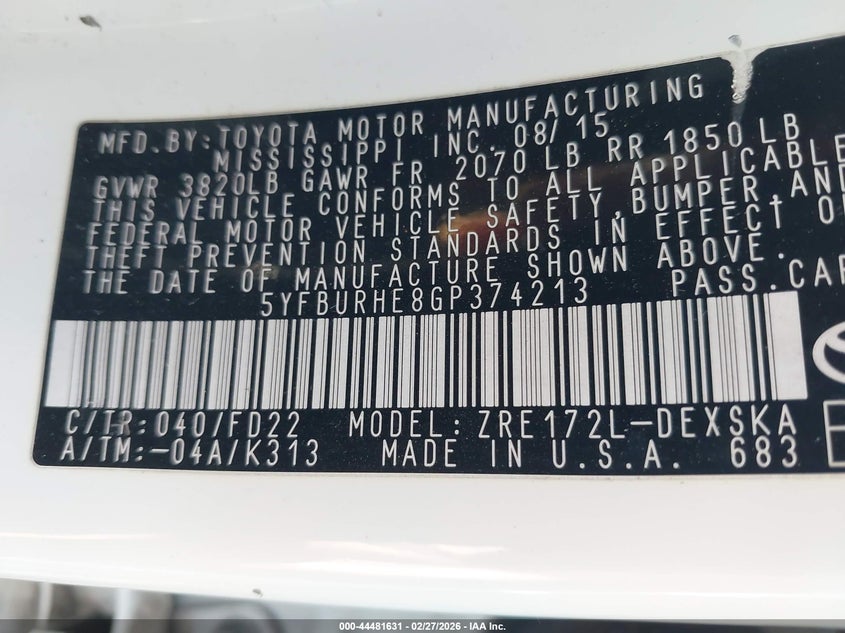 MFD.BY:TOYOTA MOTOR MANUFACTURING
MISSISSIPPI INC. 08/15
GVWR 3820LB GAWR FR 2070 LB RR 1850 LB
THIS VEHICLE CONFORMS TO ALL APPLICABLE
FEDERAL MOTOR VEHICLE SAFETY,BUMPER,AND
THEFT PREVENTION STANDARDS IN EFFECT O
THE DATE OF MANUFACTURE SHOWN ABOVE.
5YFBURHE8GP374213 PASS.CAR
C/TR:040/FD22 MODEL: ZRE172L-DEXSKA
A/TM:-04A/K313 MADE IN U.S.A. 683
000-44481631 - 02/27/2026 - IAA Inc.